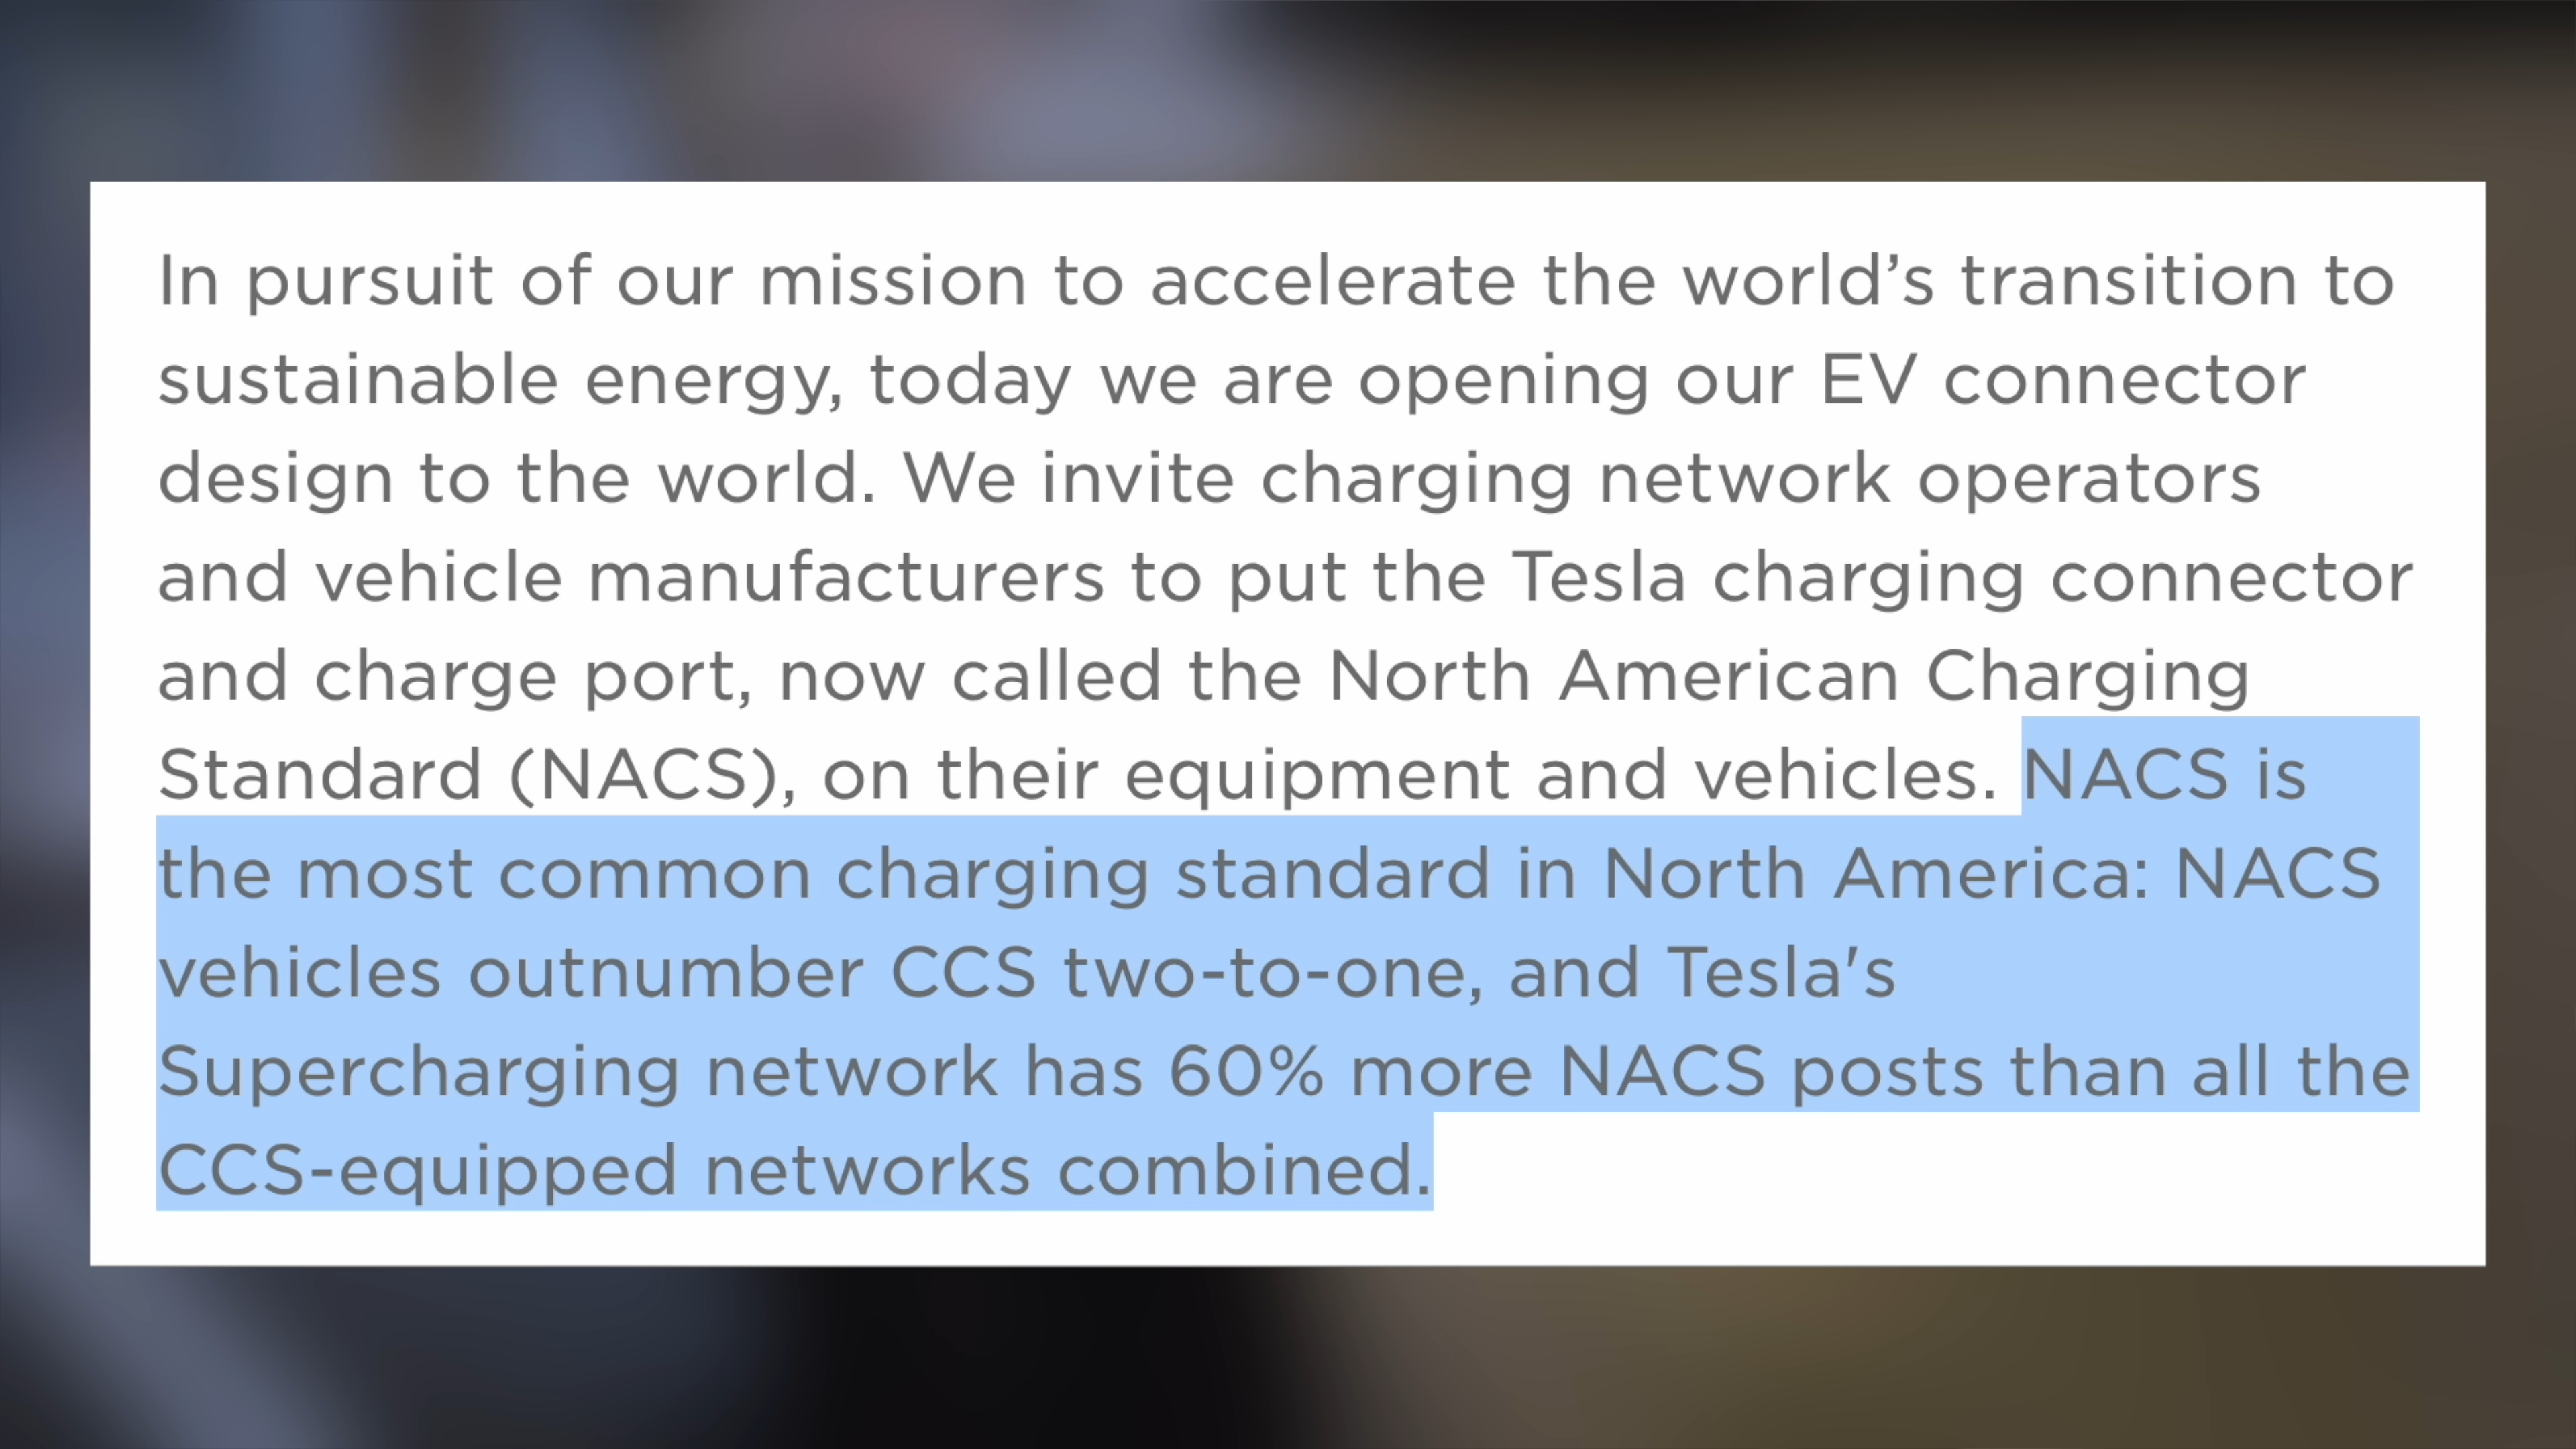 In pursuit of our mission to accelerate the world’s transition to
sustainable energy, today we are opening our EV connector
design to the world. We invite charging network operators
and vehicle manufacturers to put the Tesla charging connector
and charge port, now called the North American Charging
Standard (NACS), on their equipment and vehicles. NACS is
the most common charging standard in North America: NACS
vehicles outnumber CCS two-to-one, and Tesla's
Supercharging network has 60% more NACS posts than all the
CCS-equipped networks combined.